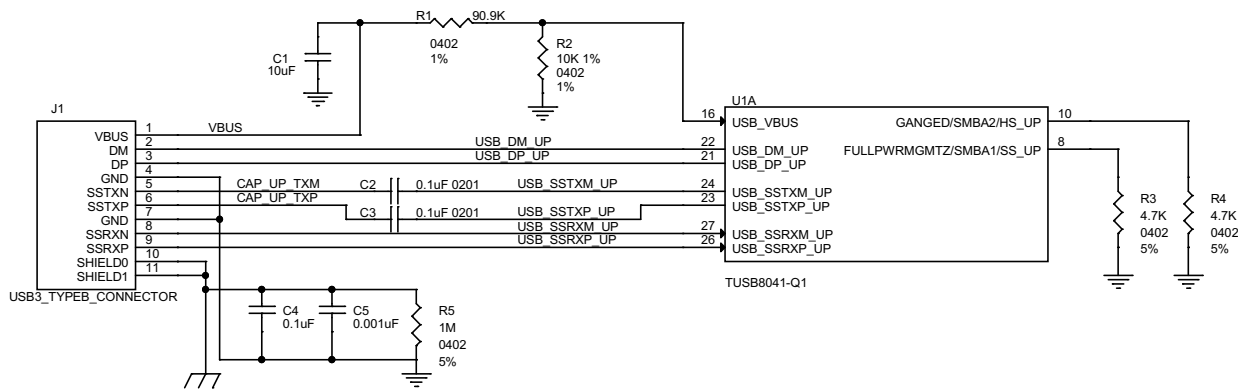 R1 90.9K
0402
1%
C1
10uF
R2
10K 1%
0402
1%
J1
USB3_TYPEB_CONNECTOR
VBUS 1 VBUS
DM 2 USB_DM_UP
DP 3 USB_DP_UP
GND 4
SSTXN 5 CAP_UP_TXM C2 0.1uF 0201 USB_SSTXM_UP
SSTXP 6 CAP_UP_TXP C3 0.1uF 0201 USB_SSTXP_UP
GND 7
SSRXN 8 USB_SSRXM_UP
SSRXP 9 USB_SSRXP_UP
SHIELD0 10
SHIELD1 11
U1A
16 USB_VBUS
22 USB_DM_UP
21 USB_DP_UP
24 USB_SSTXM_UP
23 USB_SSTXP_UP
27 USB_SSRXM_UP
26 USB_SSRXP_UP
GANGED/SMBA2/HS_UP 10
FULLPWRMGMTZ/SMBA1/SS_UP 8
TUSB8041-Q1
R3
4.7K
0402
5%
R4
4.7K
0402
5%
C4
0.1uF
C5
0.001uF
R5
1M
0402
5%